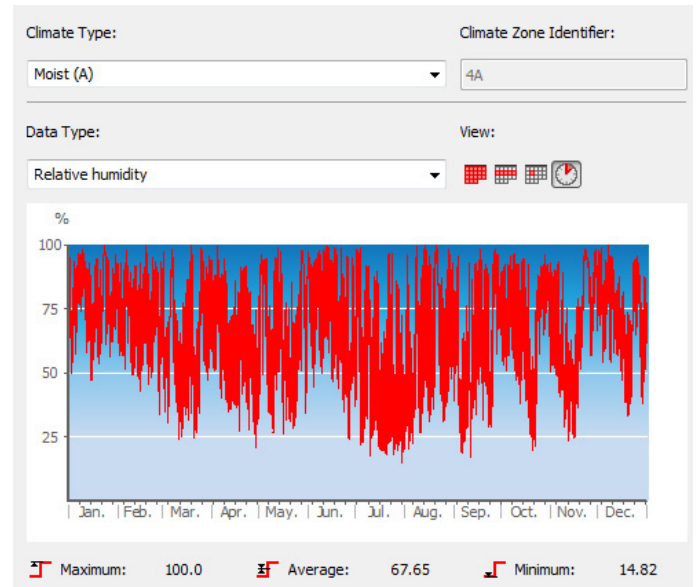 Climate Type: Climate Zone Identifier:
Moist (A) 4A
Data Type: View:
Relative humidity
%
100
75
50
25
Jan. Feb. Mar. Apr. May. Jun. Jul. Aug. Sep. Oct. Nov. Dec.
Maximum: 100.0 Average: 67.65 Minimum: 14.82